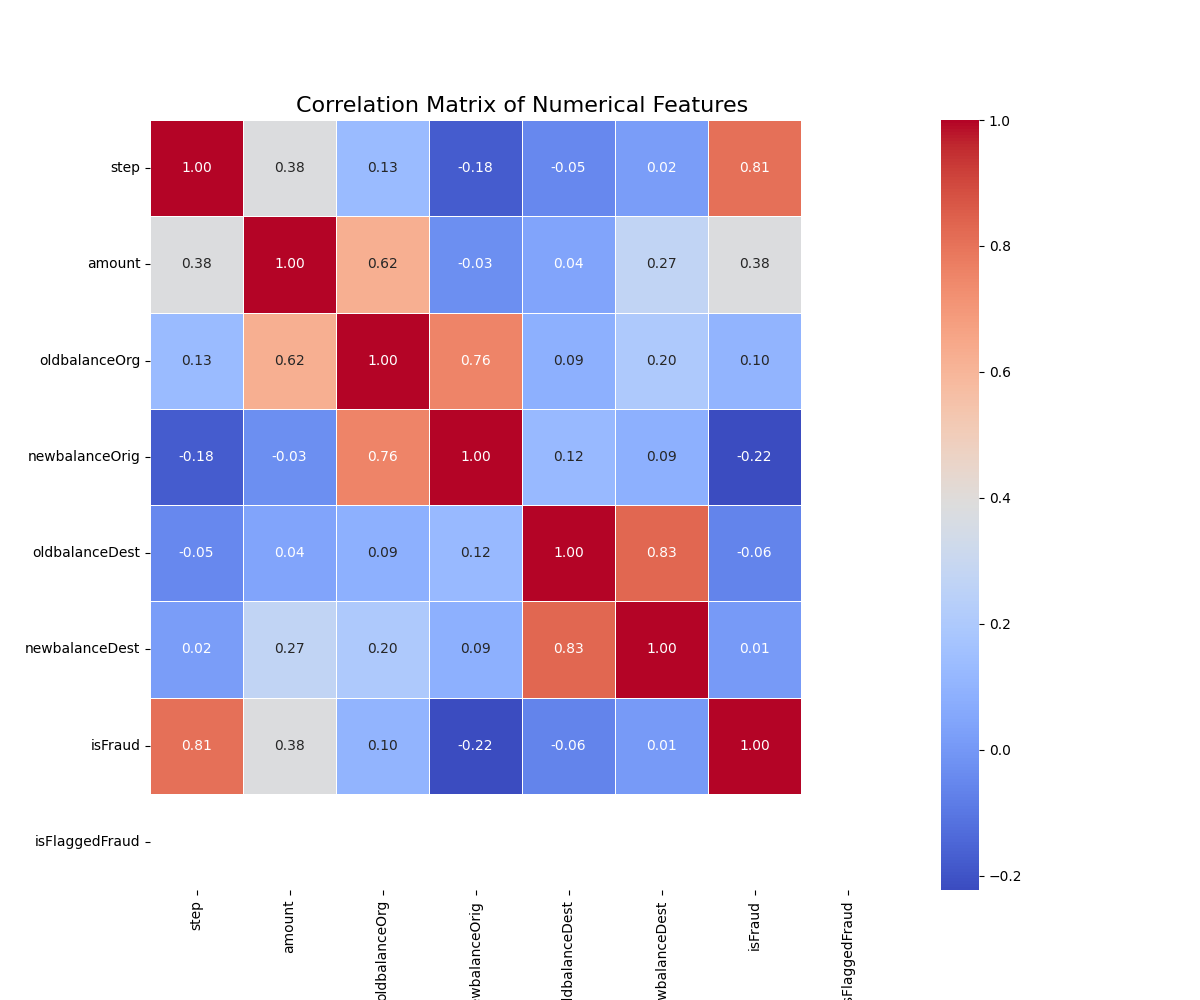 Correlation Matrix of Numerical Features
step 1.00 0.38 0.13 -0.18 -0.05 0.02 0.81
amount 0.38 1.00 0.62 -0.03 0.04 0.27 0.38
oldbalanceOrg 0.13 0.62 1.00 0.76 0.09 0.20 0.10
newbalanceOrig -0.18 -0.03 0.76 1.00 0.12 0.09 -0.22
oldbalanceDest -0.05 0.04 0.09 0.12 1.00 0.83 -0.06
newbalanceDest 0.02 0.27 0.20 0.09 0.83 1.00 0.01
isFraud 0.81 0.38 0.10 -0.22 -0.06 0.01 1.00
isFlaggedFraud
step
amount
oldbalanceOrg
wbalanceOrig
ldbalanceDest
wbalanceDest
isFraud
sFlaggedFraud
1.0
0.8
0.6
0.4
0.2
0.0
-0.2